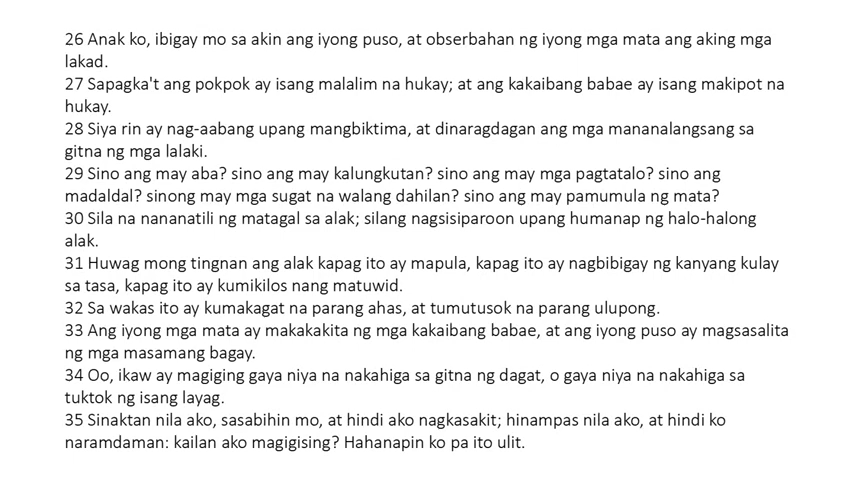 26 Anak ko, ibigay mo sa akin ang iyong puso, at obserbahan ng iyong mga mata ang aking mga
lakad.
27 Sapagka't ang pokpok ay isang malalim na hukay; at ang kakaibang babae ay isang makipot na
hukay.
28 Siya rin ay nag-aabang upang mangbiktima, at dinaragdagan ang mga mananalangsang sa
gitna ng mga lalaki.
29 Sino ang may aba? sino ang may kalungkutan? sino ang may mga pagtatalo? sino ang
madaldal? sinong may mga sugat na walang dahilan? sino ang may pamumula ng mata?
30 Sila na nananatili ng matagal sa alak; silang nagsisiparoon upang humanap ng halo-halong
alak.
31 Huwag mong tingnan ang alak kapag ito ay mapula, kapag ito ay nagbibigay ng kanyang kulay
sa tasa, kapag ito ay kumikilos nang matuwid.
32 Sa wakas ito ay kumakagat na parang ahas, at tumutusok na parang ulupong.
33 Ang iyong mga mata ay makakakita ng mga kakaibang babae, at ang iyong puso ay magsasalita
ng mga masamang bagay.
34 Oo, ikaw ay magiging gaya niya na nakahiga sa gitna ng dagat, o gaya niya na nakahiga sa
tuktok ng isang layag.
35 Sinaktan nila ako, sasabihin mo, at hindi ako nagkasakit; hinampas nila ako, at hindi ko
naramdaman: kailan ako magigising? Hahanapin ko pa ito ulit.